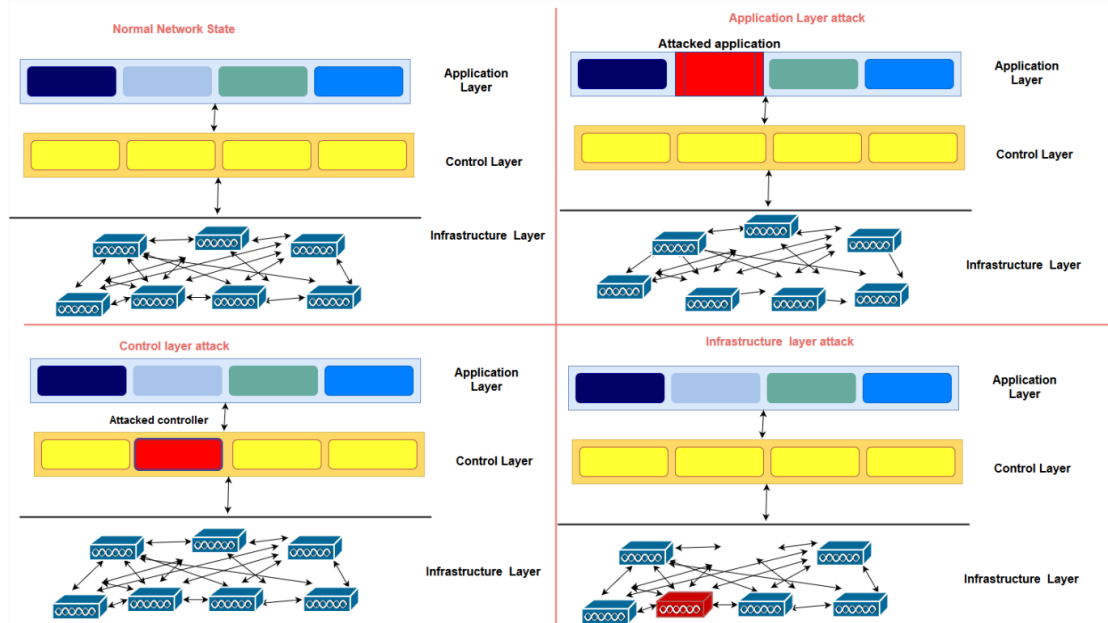 Normal Network State
Application
Layer
Control Layer
Infrastructure Layer
Application Layer attack
Attacked application
Application
Layer
Control Layer
Infrastructure Layer
Control layer attack
Application
Layer
Attacked controller
Control Layer
Infrastructure Layer
Infrastructure layer attack
Application
Layer
Control Layer
Infrastructure Layer